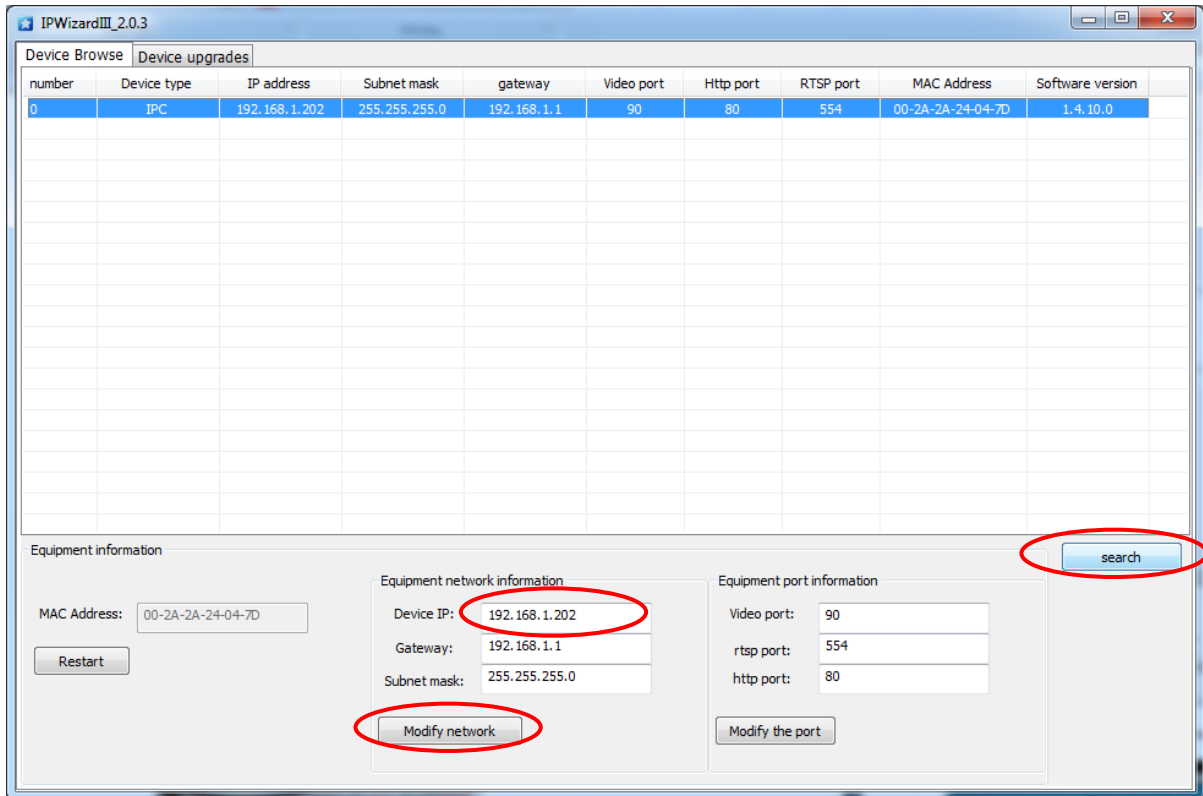 IPWizardIII_2.0.3
Device Browse Device upgrades
number Device type IP address Subnet mask gateway Video port Http port RTSP port MAC Address Software version
0 IPC 192.168.1.202 255.255.255.0 192.168.1.1 90 80 554 00-2A-2A-24-04-7D 1.4.10.0
Equipment information
search
Equipment network information Equipment port information
MAC Address: 00-2A-2A-24-04-7D Device IP: 192.168.1.202 Video port: 90
Restart Gateway: 192.168.1.1 rtsp port: 554
Subnet mask: 255.255.255.0 http port: 80
Modify network Modify the port